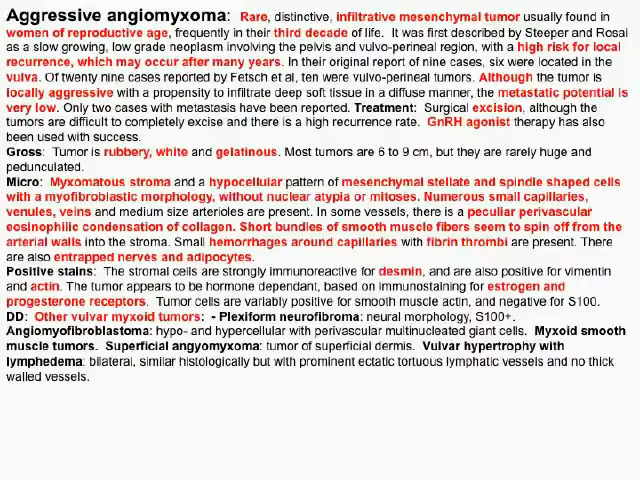 Aggressive angiomyxoma: Rare, distinctive, infiltrative mesenchymal tumor usually found in
women of reproductive age, frequently in their third decade of life. It was first described by Steeper and Rosai
as a slow growing, low grade neoplasm involving the pelvis and vulvo-perineal region, with a high risk for local
recurrence, which may occur after many years. In their original report of nine cases, six were located in the
vulva. Of twenty nine cases reported by Fetsch et al, ten were vulvo-perineal tumors. Although the tumor is
locally aggressive with a propensity to infiltrate deep soft tissue in a diffuse manner, the metastatic potential is
very low. Only two cases with metastasis have been reported. Treatment: Surgical excision, although the
tumors are difficult to completely excise and there is a high recurrence rate. GnRH agonist therapy has also
been used with success.
Gross: Tumor is rubbery, white and gelatinous. Most tumors are 6 to 9 cm, but they are rarely huge and
pedunculated.
Micro: Myxomatous stroma and a hypocellular pattern of mesenchymal stellate and spindle shaped cells
with a myofibroblastic morphology, without nuclear atypia or mitoses. Numerous small capillaries,
venules, veins and medium size arterioles are present. In some vessels, there is a peculiar perivascular
eosinophilic condensation of collagen. Short bundles of smooth muscle fibers seem to spin off from the
arterial walls into the stroma. Small hemorrhages around capillaries with fibrin thrombi are present. There
are also entrapped nerves and adipocytes.
Positive stains: The stromal cells are strongly immunoreactive for desmin, and are also positive for vimentin
and actin. The tumor appears to be hormone dependant, based on immunostaining for estrogen and
progesterone receptors. Tumor cells are variably positive for smooth muscle actin, and negative for S100.
DD: Other vulvar myxoid tumors: - Plexiform neurofibroma: neural morphology, S100+.
Angiomyofibroblastoma: hypo- and hypercellular with perivascular multinucleated giant cells. Myxoid smooth
muscle tumors. Superficial angyomyxoma: tumor of superficial dermis. Vulvar hypertrophy with
lymphedema: bilateral, similar histologically but with prominent ectatic tortuous lymphatic vessels and no thick
walled vessels.